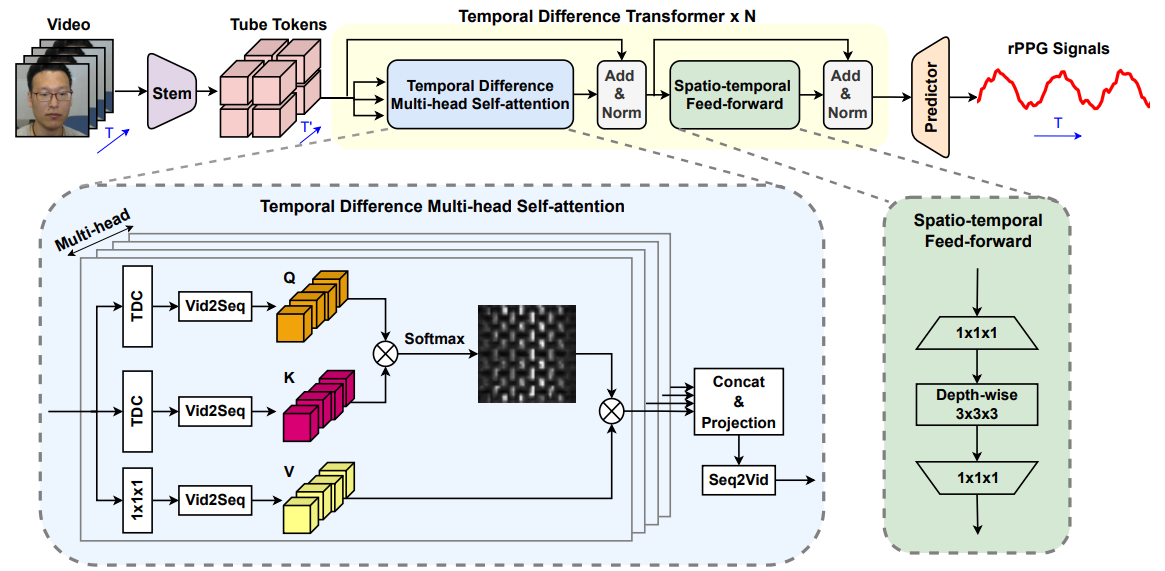 Temporal Difference Transformer x N
Video
Tube Tokens
rPPG Signals
Stem
Temporal Difference
Multi-head Self-attention
Add
&
Norm
Spatio-temporal
Feed-forward
Add
&
Norm
Predictor
T
T'
T
Temporal Difference Multi-head Self-attention
Multi-head
TDC
Vid2Seq
Q
Softmax
TDC
Vid2Seq
K
1x1x1
Vid2Seq
V
Concat
&
Projection
Seq2Vid
Spatio-temporal
Feed-forward
1x1x1
Depth-wise
3x3x3
1x1x1